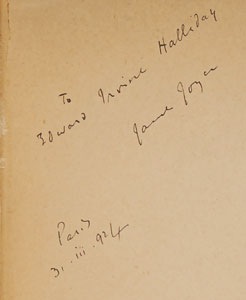 To
Edward Irvine Halliday
James Joyce
Paris
31.iii.924